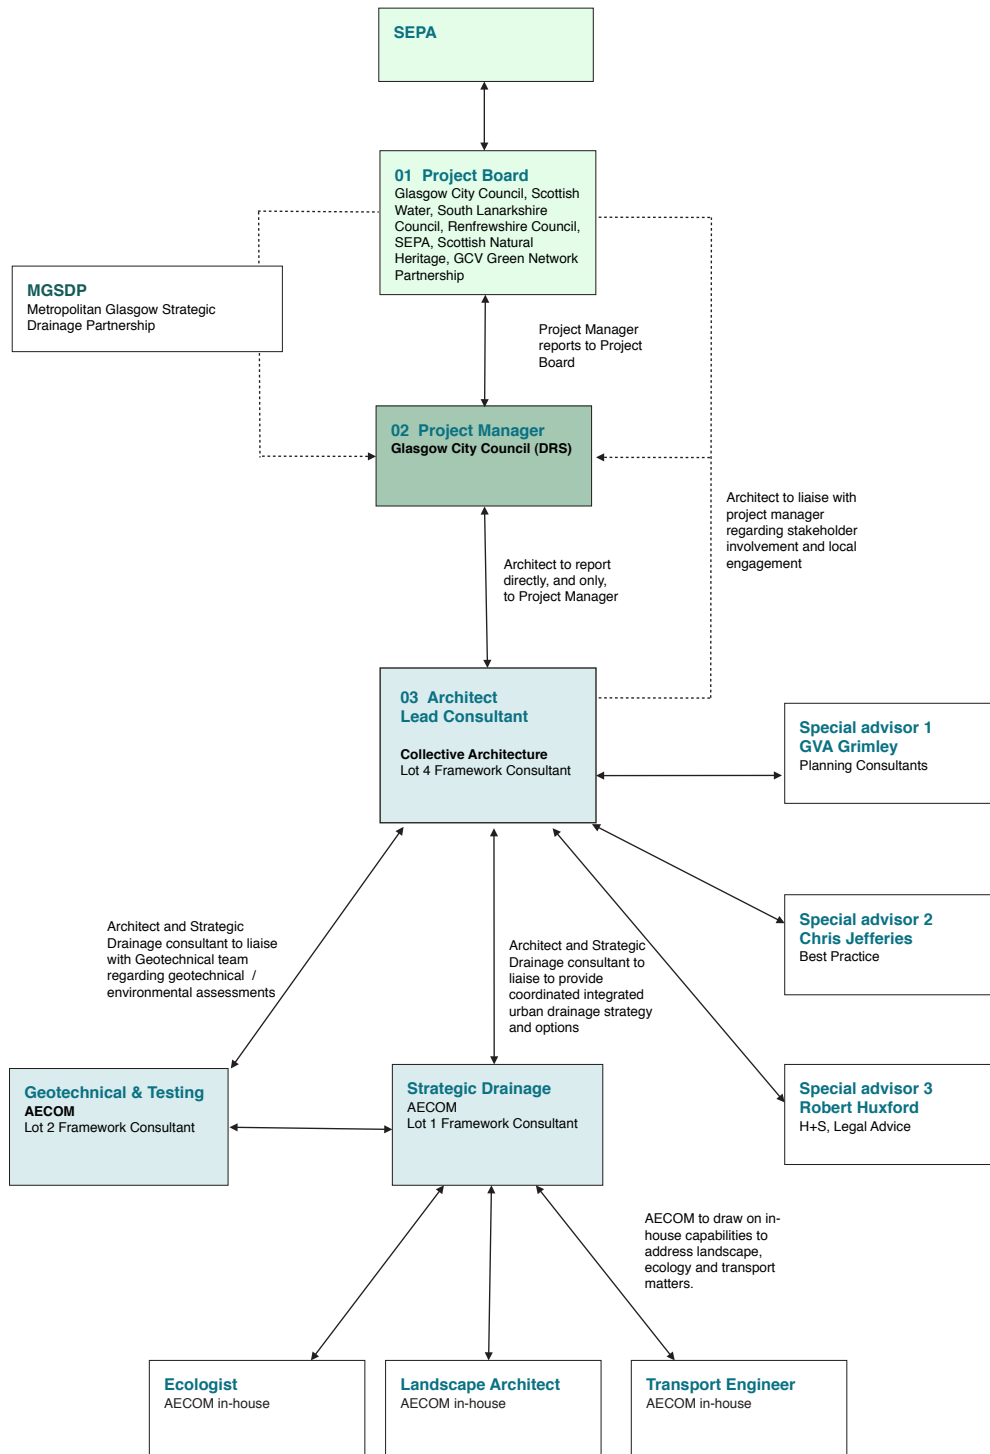 SEPA
01 Project Board
Glasgow City Council, Scottish
Water, South Lanarkshire
Council, Renfrewshire Council,
SEPA, Scottish Natural
Heritage, GCV Green Network
Partnership
MGSDP
Metropolitan Glasgow Strategic
Drainage Partnership
Project Manager
reports to Project
Board
02 Project Manager
Glasgow City Council (DRS)
Architect to liaise with
project manager
regarding stakeholder
involvement and local
engagement
Architect to report
directly, and only,
to Project Manager
03 Architect
Lead Consultant
Collective Architecture
Lot 4 Framework Consultant
Special advisor 1
GVA Grimley
Planning Consultants
Special advisor 2
Chris Jefferies
Best Practice
Architect and Strategic
Drainage consultant to liaise
with Geotechnical team
regarding geotechnical /
environmental assessments
Architect and Strategic
Drainage consultant to
liaise to provide
coordinated integrated
urban drainage strategy
and options
Geotechnical & Testing
AECOM
Lot 2 Framework Consultant
Strategic Drainage
AECOM
Lot 1 Framework Consultant
Special advisor 3
Robert Huxford
H+S, Legal Advice
AECOM to draw on in-
house capabilities to
address landscape,
ecology and transport
matters.
Ecologist
AECOM in-house
Landscape Architect
AECOM in-house
Transport Engineer
AECOM in-house